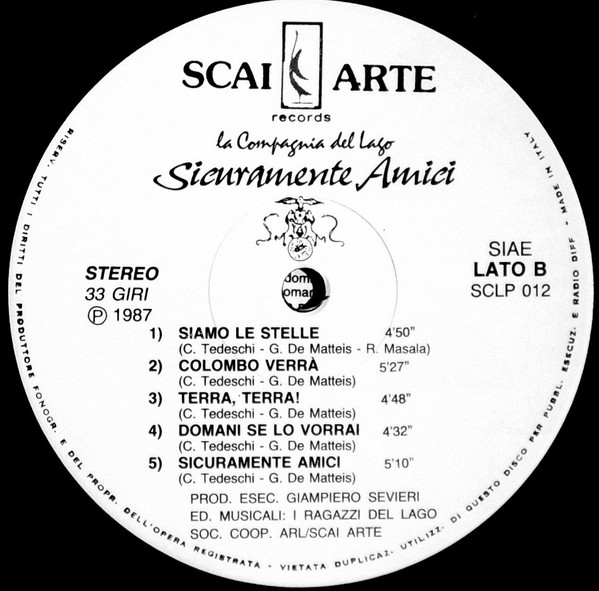 SCAI ARTE
records
la Compagnia del Lago
Sicuramente Amici
STEREO
33 GIRI
Ⓟ 1987
SIAE
LATO B
SCLP 012
1) SIAMO LE STELLE 4'50"
(C. Tedeschi - G. De Matteis - R. Masala)
2) COLOMBO VERRÀ 5'27"
(C. Tedeschi - G. De Matteis)
3) TERRA, TERRA! 4'48"
(C. Tedeschi - G. De Matteis)
4) DOMANI SE LO VORRAI 4'32"
(C. Tedeschi - G. De Matteis)
5) SICURAMENTE AMICI 5'10"
(C. Tedeschi - G. De Matteis)
PROD. ESEC. GIAMPIERO SEVIERI
ED. MUSICALI: I RAGAZZI DEL LAGO
SOC. COOP. ARL/SCAI ARTE
RISERV. TUTTI I DIRITTI DEL PRODUTTORE FONOGR. E DEL PROPR. DELL'OPERA REGISTRATA - VIETATA DUPLICAZ. UTILIZZ. DI QUESTO DISCO PER PUBBL. ESECUZ. E RADIO DIFF - MADE IN ITALY